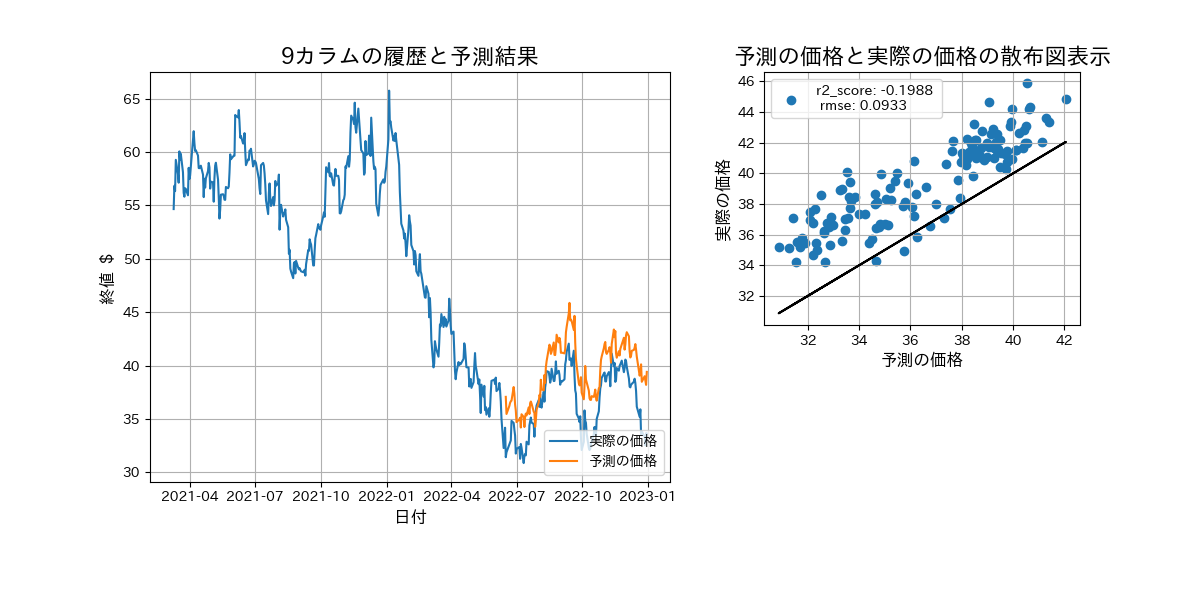 9カラムの履歴と予測結果
65
60
55
50
45
40
35
30
終値 $
2021-04 2021-07 2021-10 2022-01 2022-04 2022-07 2022-10 2023-01
日付
実際の価格
予測の価格
予測の価格と実際の価格の散布図表示
r2_score: -0.1988
rmse: 0.0933
46
44
42
40
38
36
34
32
実際の価格
32 34 36 38 40 42
予測の価格